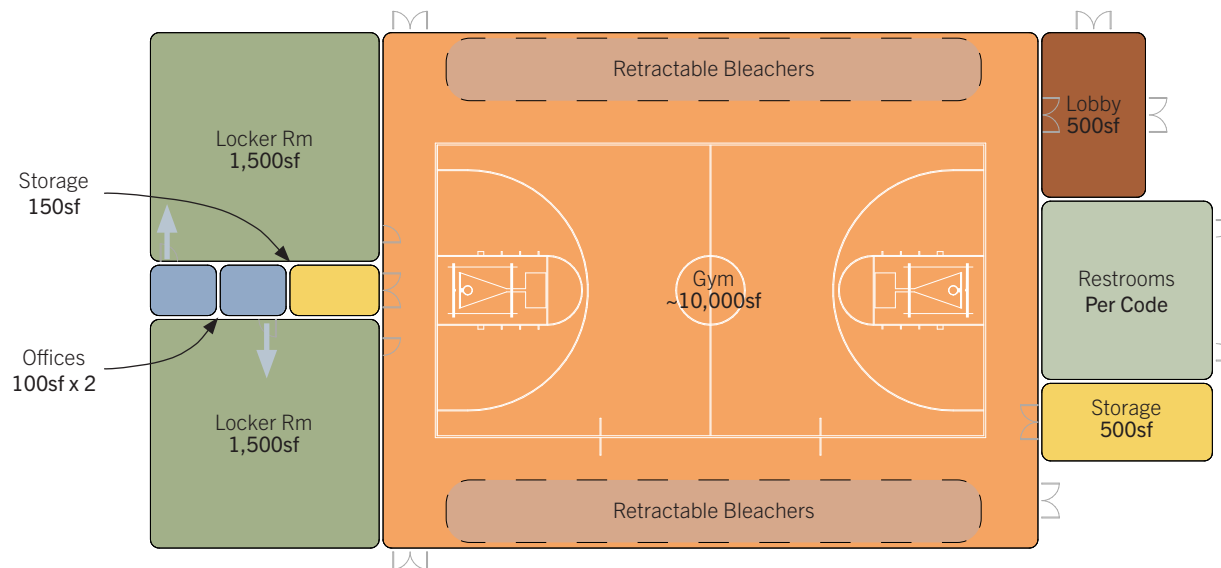 Retractable Bleachers
Lobby
500sf
Locker Rm
1,500sf
Storage
150sf
Gym
~10,000sf
Restrooms
Per Code
Offices
100sf x 2
Locker Rm
1,500sf
Storage
500sf
Retractable Bleachers